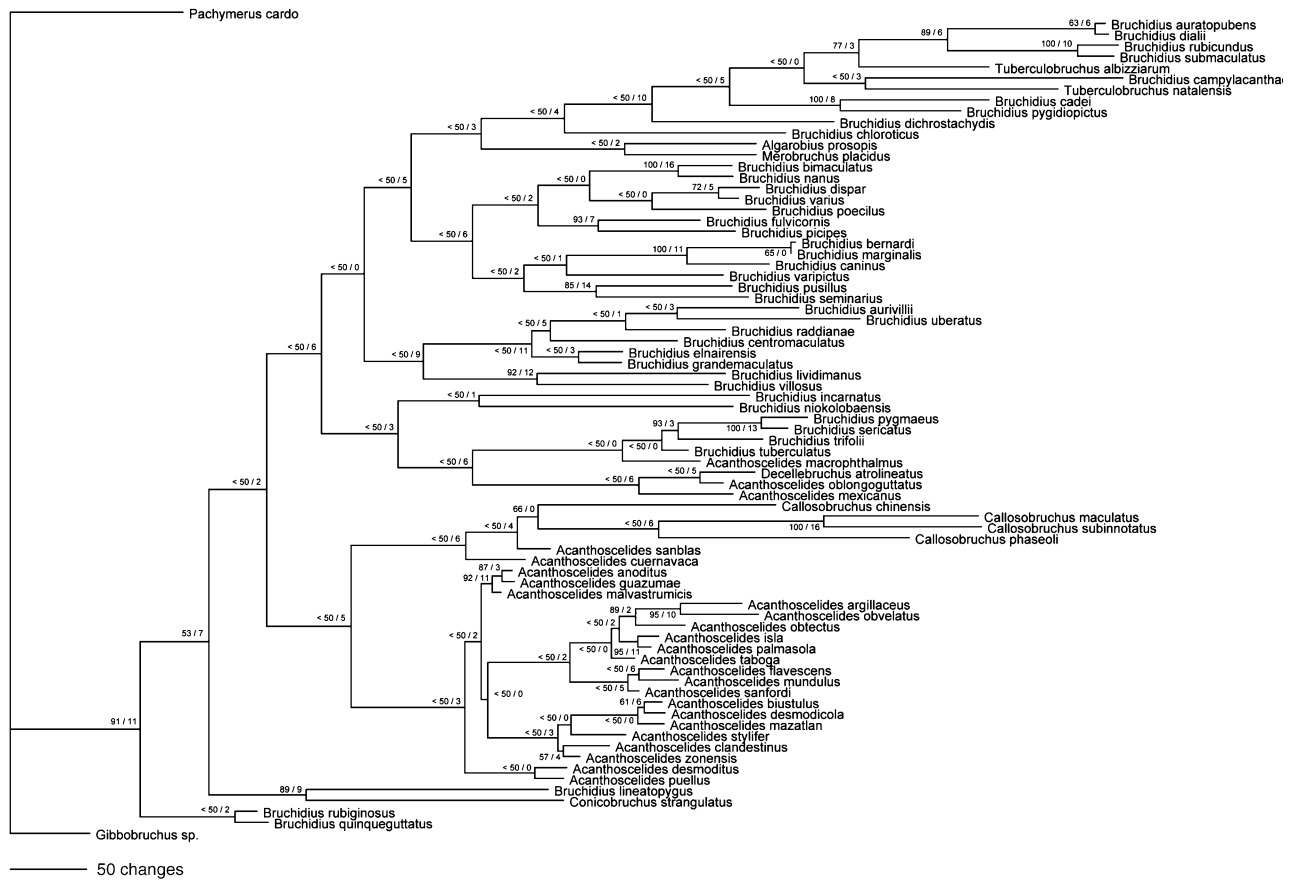 Pachymerus cardo
63 / 6
Bruchidius auratopubens
89 / 6
Bruchidius dialii
100 / 10
Bruchidius rubicundus
77 / 3
Bruchidius submaculatus
< 50 / 0
Tuberculobruchus albizziarum
< 50 / 3
Bruchidius campylacantha
< 50 / 5
Tuberculobruchus natalensis
100 / 8
Bruchidius cadei
< 50 / 10
Bruchidius pygidiopictus
< 50 / 4
Bruchidius dichrostachydis
< 50 / 3
Bruchidius chloroticus
< 50 / 2
Algarobius prosopis
Merobruchus placidus
100 / 16
Bruchidius bimaculatus
< 50 / 0
Bruchidius nanus
< 50 / 5
72 / 5
Bruchidius dispar
< 50 / 0
Bruchidius varius
< 50 / 2
Bruchidius poecilus
93 / 7
Bruchidius fulvicornis
< 50 / 6
Bruchidius picipes
Bruchidius bernardi
100 / 11
65 / 0
Bruchidius marginalis
< 50 / 1
Bruchidius caninus
< 50 / 0
< 50 / 2
Bruchidius varipictus
85 / 14
Bruchidius pusillus
Bruchidius seminarius
< 50 / 3
Bruchidius aurivillii
< 50 / 1
Bruchidius uberatus
< 50 / 5
Bruchidius raddianae
Bruchidius centromaculatus
< 50 / 6
< 50 / 9
< 50 / 11
< 50 / 3
Bruchidius elnairensis
Bruchidius grandemaculatus
92 / 12
Bruchidius lividimanus
Bruchidius villosus
< 50 / 1
Bruchidius incarnatus
Bruchidius niokolobaensis
< 50 / 3
93 / 3
Bruchidius pygmaeus
100 / 13
Bruchidius sericatus
Bruchidius trifolii
< 50 / 0
< 50 / 0
Bruchidius tuberculatus
< 50 / 6
Acanthoscelides macrophthalmus
< 50 / 5
Decellebruchus atrolineatus
< 50 / 6
Acanthoscelides oblongoguttatus
< 50 / 2
Acanthoscelides mexicanus
66 / 0
Callosobruchus chinensis
Callosobruchus maculatus
< 50 / 4
< 50 / 6
100 / 16
Callosobruchus subinnotatus
< 50 / 6
Callosobruchus phaseoli
Acanthoscelides sanblas
Acanthoscelides cuernavaca
87 / 3
Acanthoscelides anoditus
92 / 11
Acanthoscelides guazumae
Acanthoscelides malvastrumicis
89 / 2
Acanthoscelides argillaceus
95 / 10
Acanthoscelides obvelatus
< 50 / 5
< 50 / 2
Acanthoscelides obtectus
53 / 7
< 50 / 2
Acanthoscelides isla
< 50 / 0
95 / 11
Acanthoscelides palmasola
< 50 / 2
Acanthoscelides taboga
< 50 / 6
Acanthoscelides flavescens
Acanthoscelides mundulus
< 50 / 0
< 50 / 5
Acanthoscelides sanfordi
< 50 / 3
61 / 6
Acanthoscelides biustulus
< 50 / 0
< 50 / 0
Acanthoscelides desmodicola
91 / 11
Acanthoscelides mazatlan
< 50 / 3
Acanthoscelides stylifer
Acanthoscelides clandestinus
57 / 4
Acanthoscelides zonensis
< 50 / 0
Acanthoscelides desmoditus
Acanthoscelides puellus
89 / 9
Bruchidius lineatopygus
Conicobruchus strangulatus
< 50 / 2
Bruchidius rubiginosus
Bruchidius quinqueguttatus
Gibbobruchus sp.
50 changes